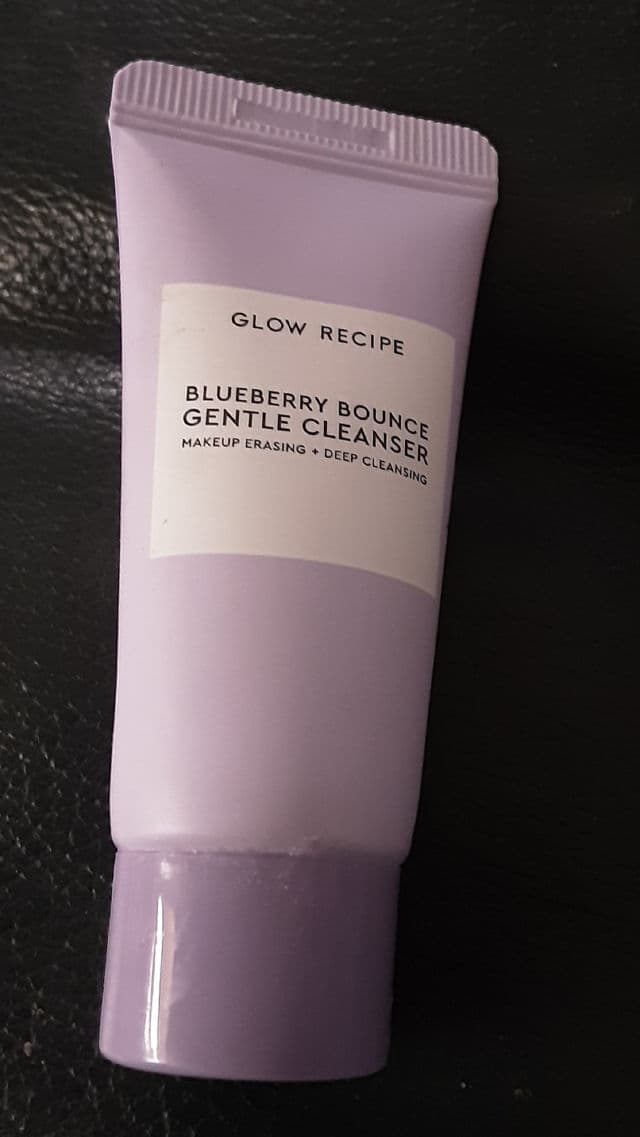 GLOW RECIPE
BLUEBERRY BOUNCE
GENTLE CLEANSER
MAKEUP ERASING + DEEP CLEANSING